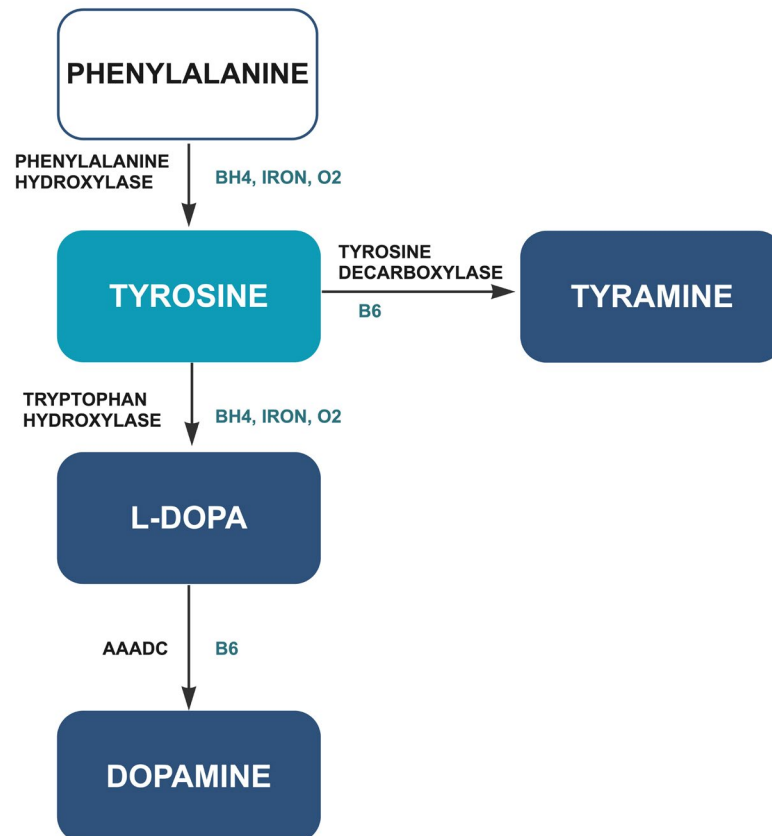 PHENYLALANINE
PHENYLALANINE
HYDROXYLASE
BH4, IRON, O2
TYROSINE
TYROSINE
DECARBOXYLASE
B6
TYRAMINE
TRYPTOPHAN
HYDROXYLASE
BH4, IRON, O2
L-DOPA
AAADC
B6
DOPAMINE